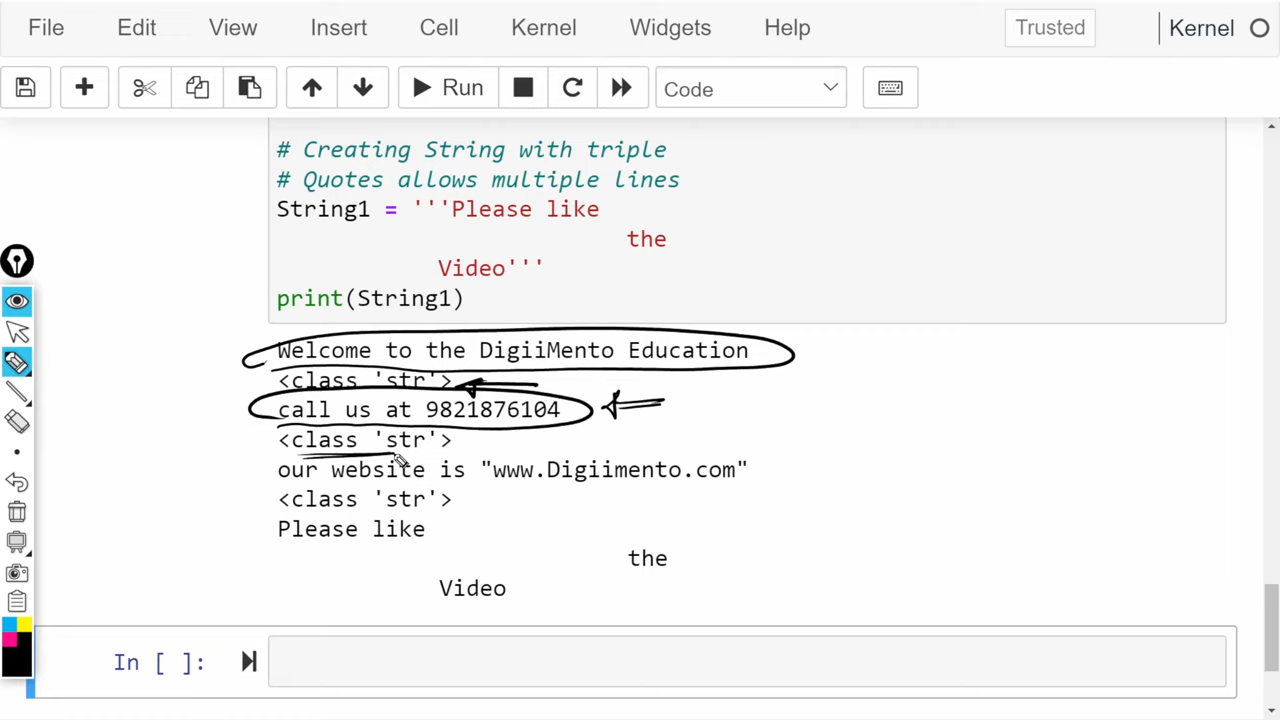 File Edit View Insert Cell Kernel Widgets Help Trusted Kernel
Run Code
# Creating String with triple
# Quotes allows multiple lines
String1 = '''Please like
the
Video'''
print(String1)
Welcome to the DigiiMento Education
<class 'str'>
call us at 9821876104
<class 'str'>
our website is "www.Digiimento.com"
<class 'str'>
Please like
the
Video
In [ ]: